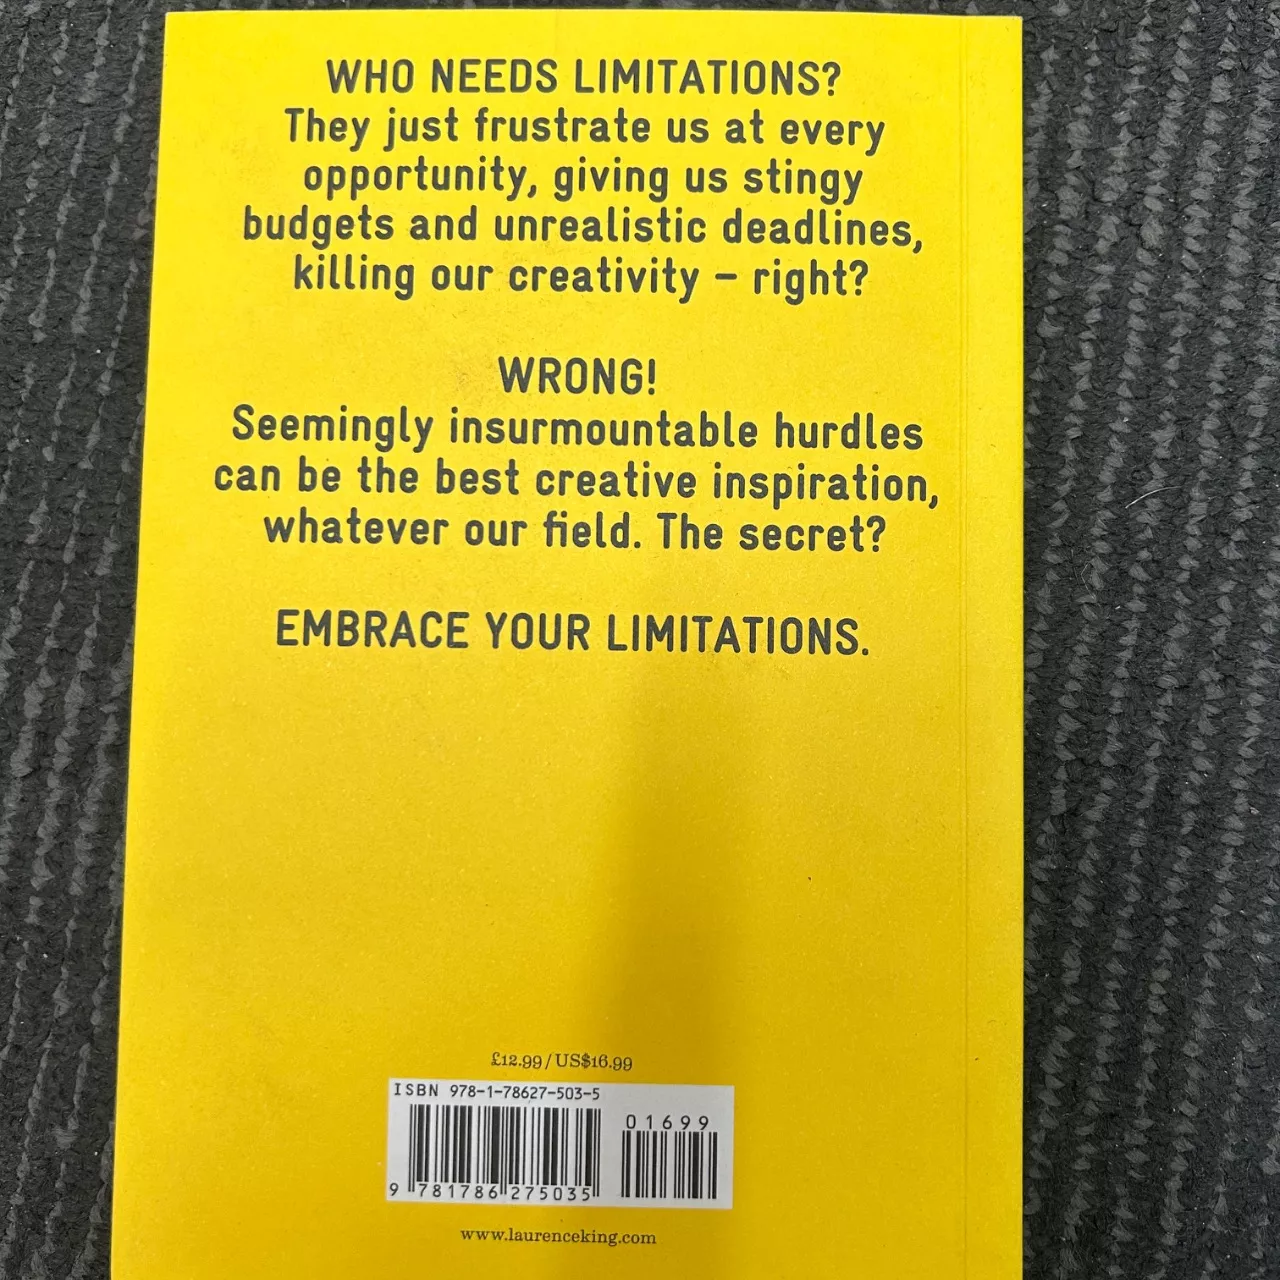 WHO NEEDS LIMITATIONS?
They just frustrate us at every
opportunity, giving us stingy
budgets and unrealistic deadlines,
killing our creativity – right?
WRONG!
Seemingly insurmountable hurdles
can be the best creative inspiration,
whatever our field. The secret?
EMBRACE YOUR LIMITATIONS.
£12.99/US$16.99
ISBN 978-1-78627-503-5
01699
9 781786 275035
www.laurenceking.com